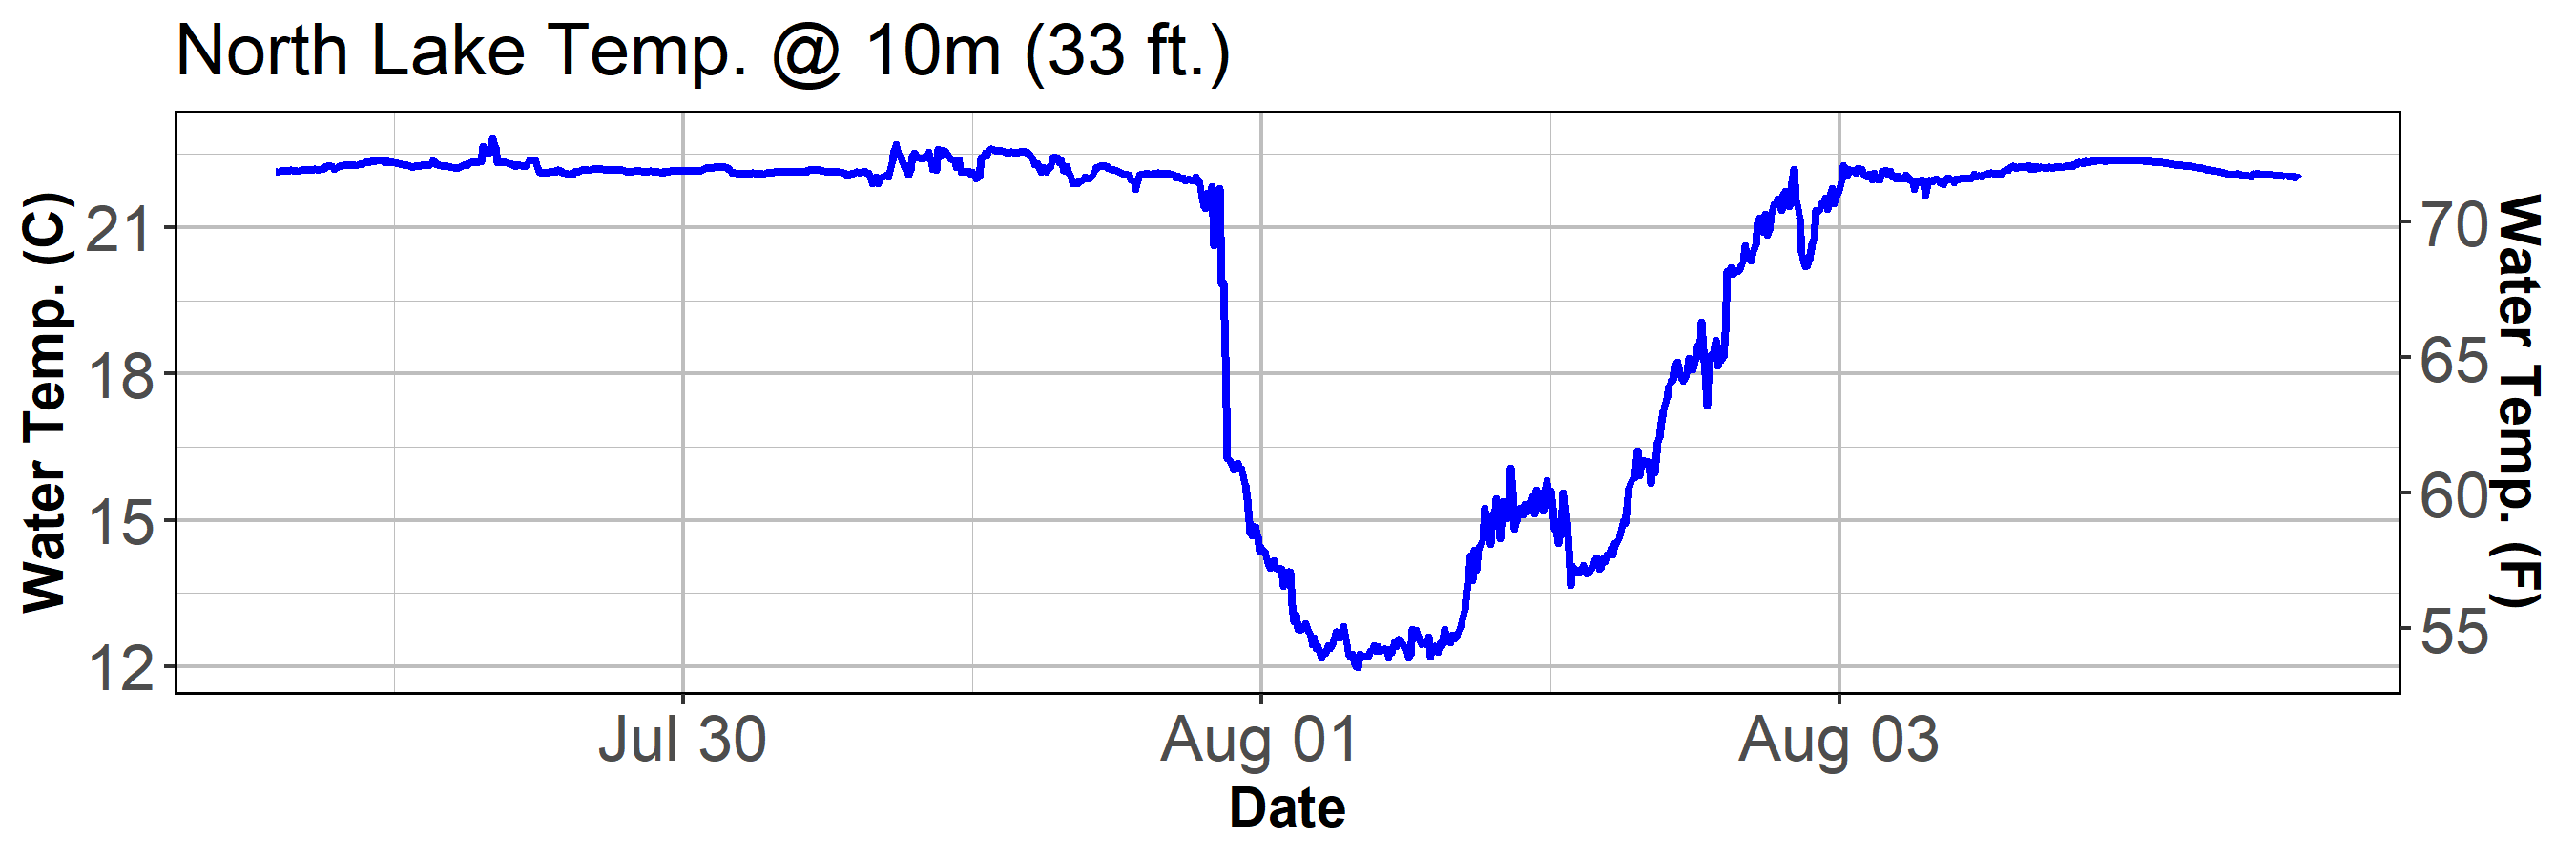 North Lake Temp. @ 10m (33 ft.)
Water Temp. (C)
21
18
15
12
70
65
60
55
Water Temp. (F)
Jul 30
Aug 01
Aug 03
Date